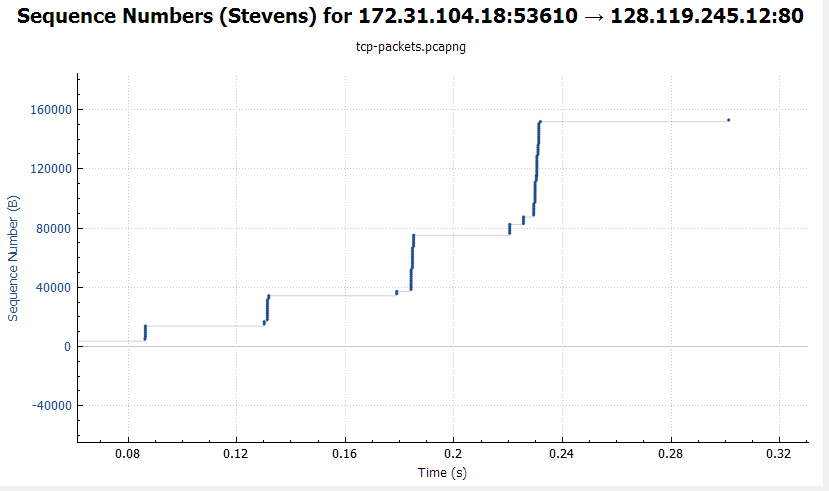 Sequence Numbers (Stevens) for 172.31.104.18:53610 → 128.119.245.12:80
tcp-packets.pcapng
Sequence Number (B)
160000
120000
80000
40000
0
-40000
0.08 0.12 0.16 0.2 0.24 0.28 0.32
Time (s)